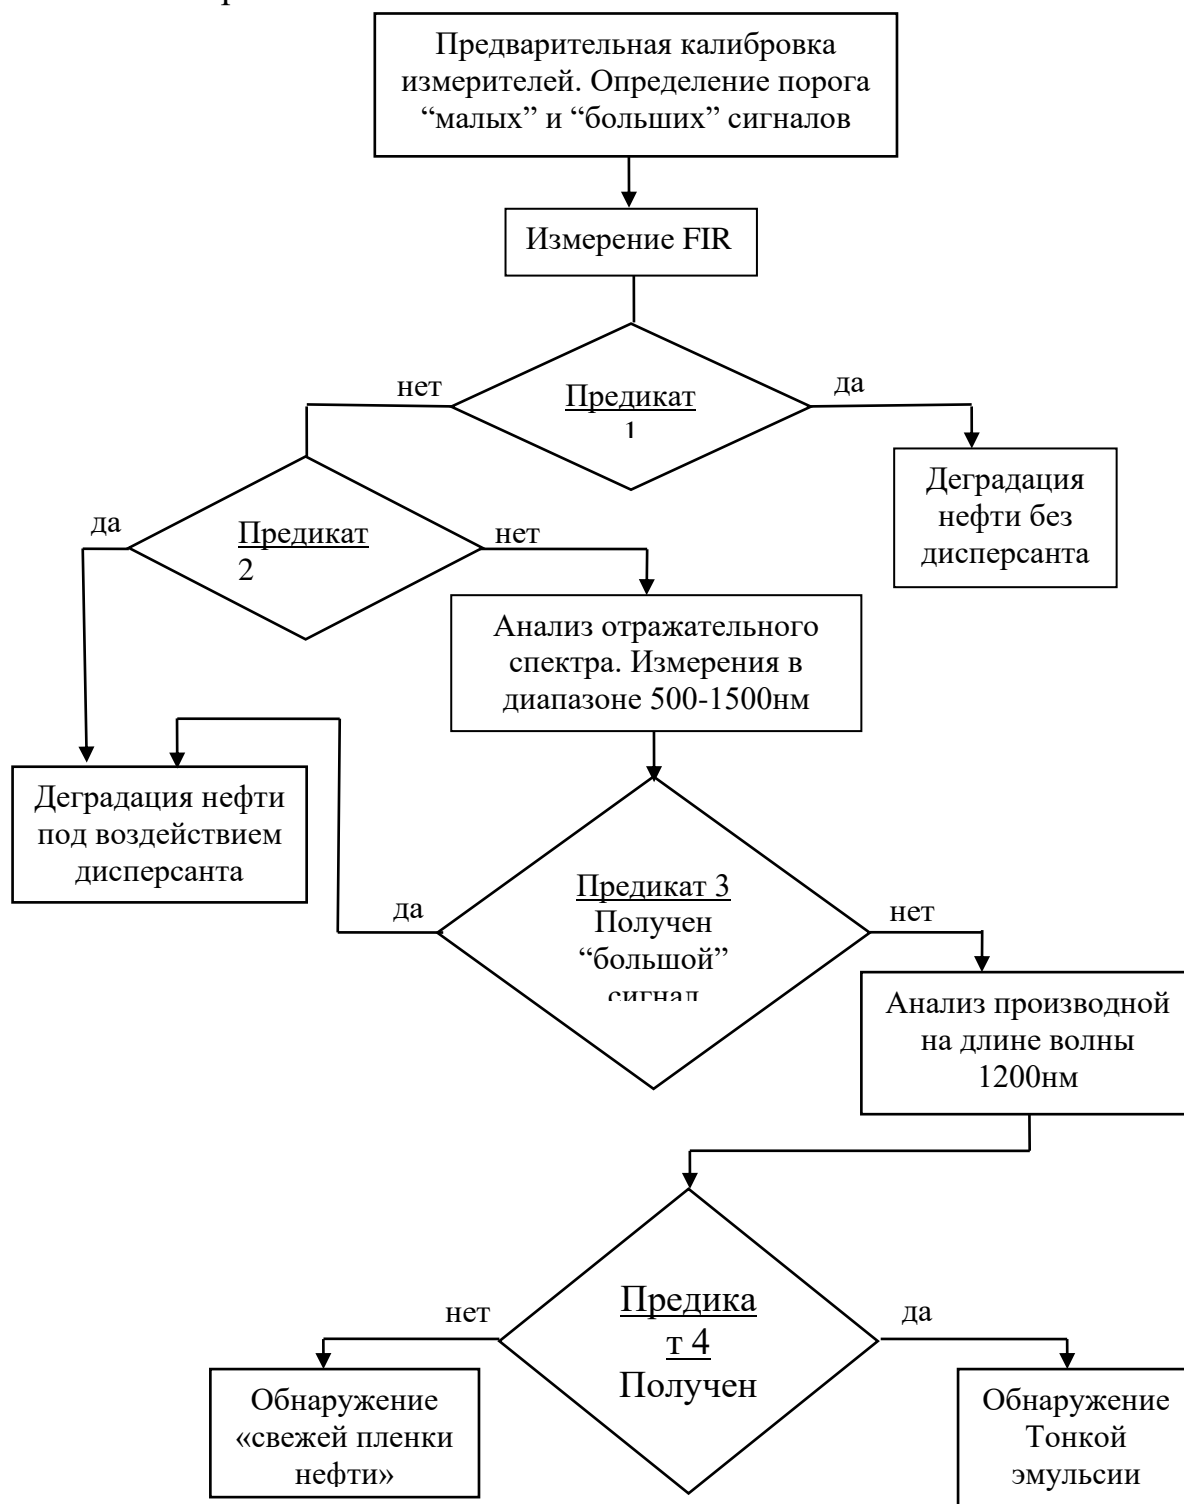 Предварительная калибровка
измерителей. Определение порога
“малых” и “больших” сигналов
Измерение FIR
нет
да
Предикат
1
Деградация
нефти без
дисперсанта
да
нет
Предикат
2
Анализ отражательного
спектра. Измерения в
диапазоне 500-1500нм
Деградация нефти
под воздействием
дисперсанта
да
нет
Предикат 3
Получен
“большой”
сигнал
Анализ производной
на длине волны
1200нм
нет
да
Предика
т 4
Получен
Обнаружение
«свежей пленки
нефти»
Обнаружение
Тонкой
эмульсии